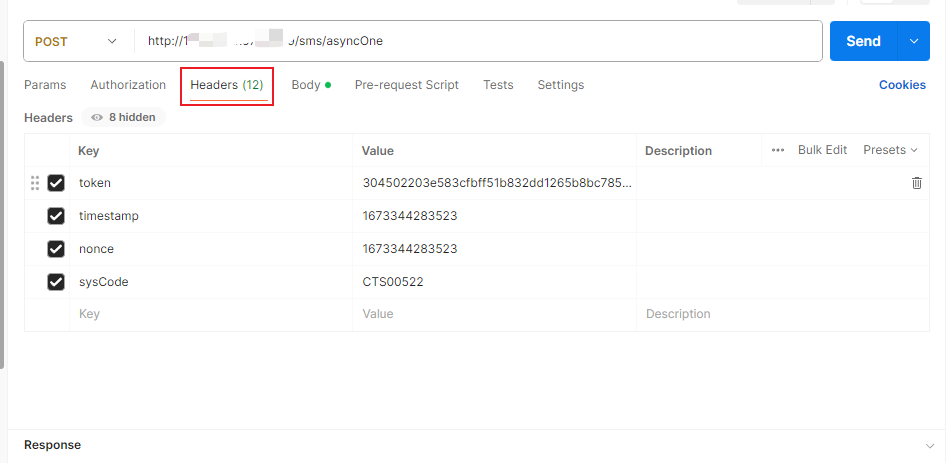 POST http://1 /sms/asyncOne Send
Params Authorization Headers (12) Body Pre-request Script Tests Settings Cookies
Headers 8 hidden
Key Value Description ••• Bulk Edit Presets
token 304502203e583cfbff51b832dd1265b8bc785...
timestamp 1673344283523
nonce 1673344283523
sysCode CTS00522
Key Value Description
Response